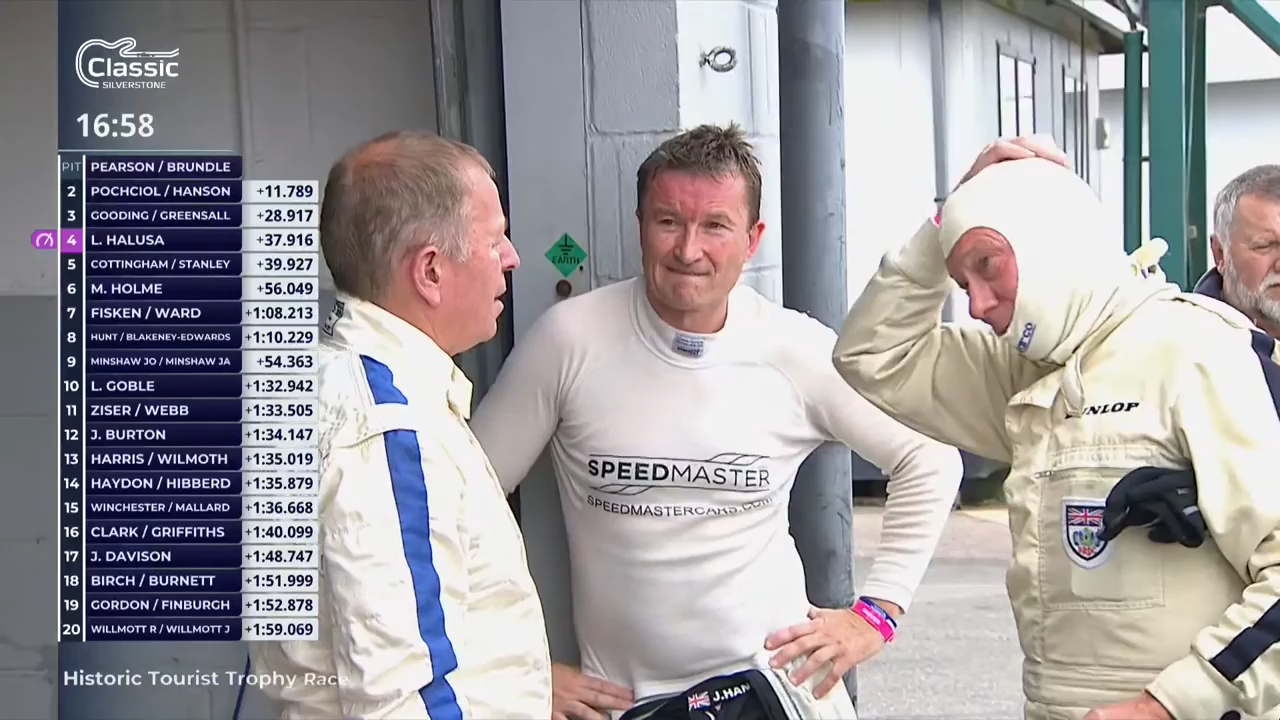 Classic
SILVERSTONE
16:58
PIT PEARSON / BRUNDLE
2 POCHCIOL / HANSON +11.789
3 GOODING / GREENSALL +28.917
4 L. HALUSA +37.916
5 COTTINGHAM / STANLEY +39.927
6 M. HOLME +56.049
7 FISKEN / WARD +1:08.213
8 HUNT / BLAKENEY-EDWARDS +1:10.229
9 MINSHAW JO / MINSHAW JA +54.363
10 L. GOBLE +1:32.942
11 ZISER / WEBB +1:33.505
12 J. BURTON +1:34.147
13 HARRIS / WILMOTH +1:35.019
14 HAYDON / HIBBERD +1:35.879
15 WINCHESTER / MALLARD +1:36.668
16 CLARK / GRIFFITHS +1:40.099
17 J. DAVISON +1:48.747
18 BIRCH / BURNETT +1:51.999
19 GORDON / FINBURGH +1:52.878
20 WILLMOTT R / WILLMOTT J +1:59.069
Historic Tourist Trophy Race
EARTH
SPEEDMASTER
SPEEDMASTERCARS.COM
DUNLOP
J.HAN